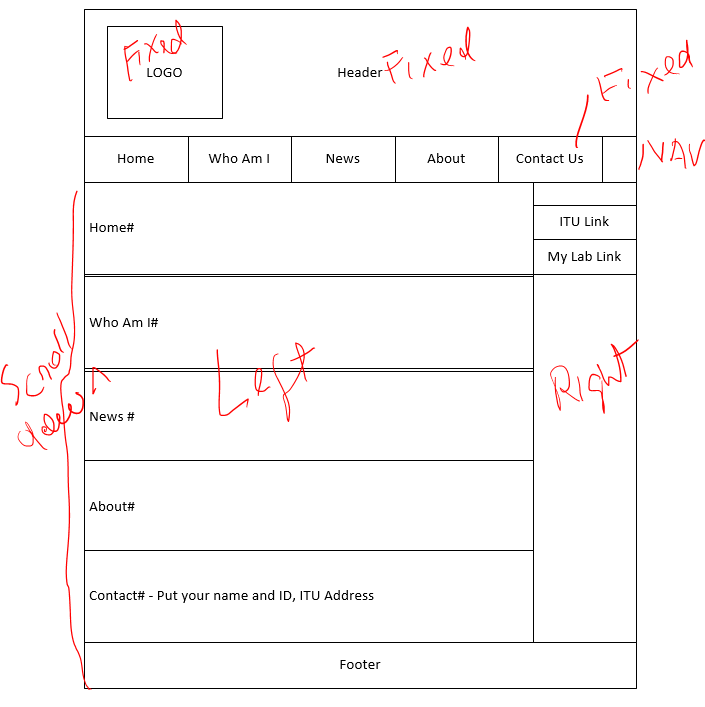 Fixed
LOGO
Header Fixed
Fixed
Home Who Am I News About Contact Us
NAV
Home#
ITU Link
My Lab Link
Who Am I#
Scroll
down
Left
Right
News #
About#
Contact# - Put your name and ID, ITU Address
Footer